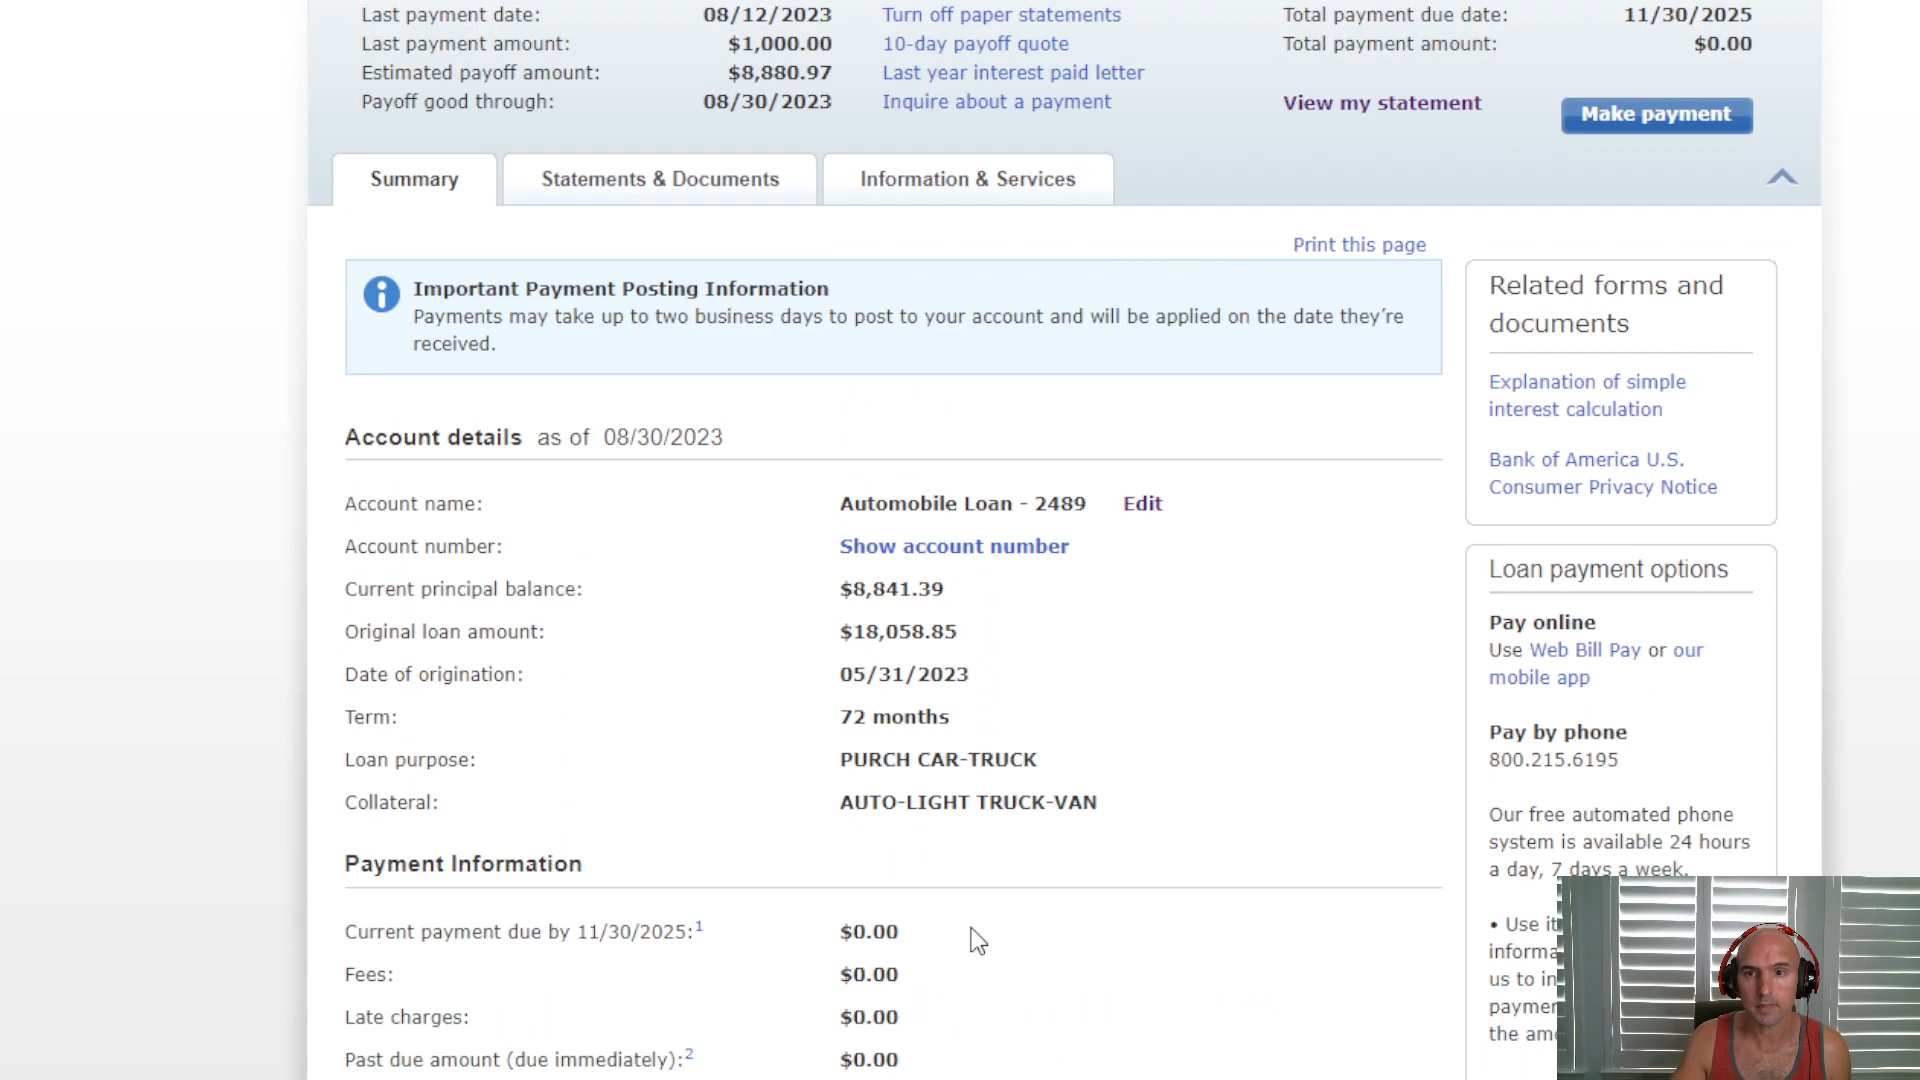 Last payment date: 08/12/2023 Turn off paper statements Total payment due date: 11/30/2025
Last payment amount: $1,000.00 10-day payoff quote Total payment amount: $0.00
Estimated payoff amount: $8,880.97 Last year interest paid letter
Payoff good through: 08/30/2023 Inquire about a payment View my statement Make payment
Summary Statements & Documents Information & Services
Print this page
Important Payment Posting Information
Payments may take up to two business days to post to your account and will be applied on the date they’re
received.
Account details as of 08/30/2023
Account name: Automobile Loan - 2489 Edit
Account number: Show account number
Current principal balance: $8,841.39
Original loan amount: $18,058.85
Date of origination: 05/31/2023
Term: 72 months
Loan purpose: PURCH CAR-TRUCK
Collateral: AUTO-LIGHT TRUCK-VAN
Payment Information
Current payment due by 11/30/2025:1 $0.00
Fees: $0.00
Late charges: $0.00
Past due amount (due immediately):2 $0.00
Related forms and
documents
Explanation of simple
interest calculation
Bank of America U.S.
Consumer Privacy Notice
Loan payment options
Pay online
Use Web Bill Pay or our
mobile app
Pay by phone
800.215.6195
Our free automated phone
system is available 24 hours
a day, 7 days a week.
• Use it
informa
us to in
paymen
the amo